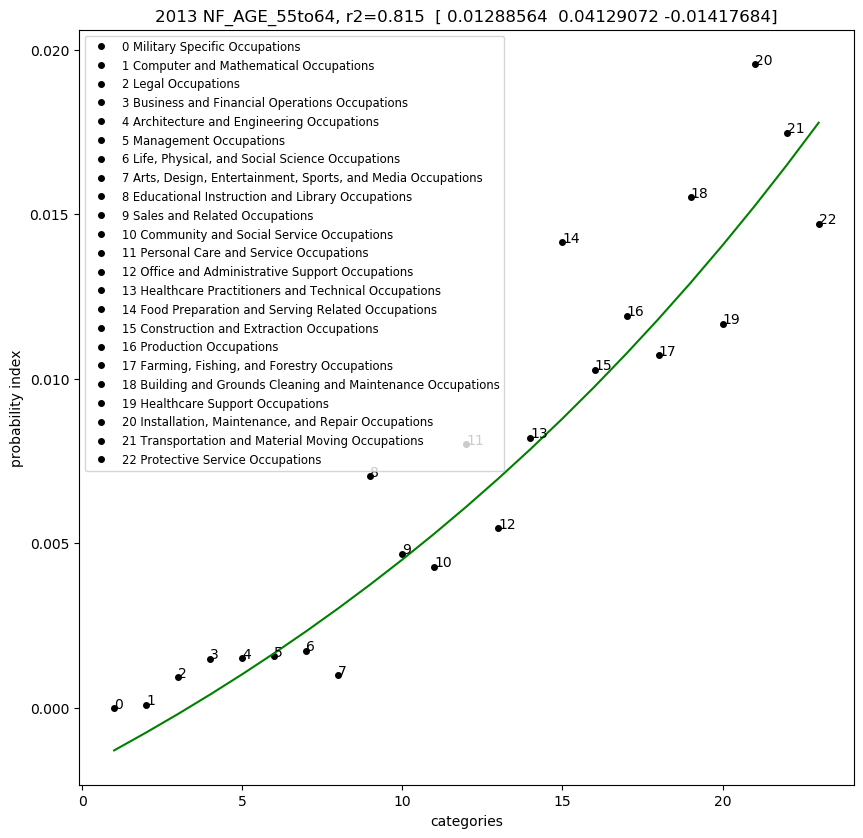 2013 NF_AGE_55to64, r2=0.815 [ 0.01288564 0.04129072 -0.01417684]
0 Military Specific Occupations
1 Computer and Mathematical Occupations
2 Legal Occupations
3 Business and Financial Operations Occupations
4 Architecture and Engineering Occupations
5 Management Occupations
6 Life, Physical, and Social Science Occupations
7 Arts, Design, Entertainment, Sports, and Media Occupations
8 Educational Instruction and Library Occupations
9 Sales and Related Occupations
10 Community and Social Service Occupations
11 Personal Care and Service Occupations
12 Office and Administrative Support Occupations
13 Healthcare Practitioners and Technical Occupations
14 Food Preparation and Serving Related Occupations
15 Construction and Extraction Occupations
16 Production Occupations
17 Farming, Fishing, and Forestry Occupations
18 Building and Grounds Cleaning and Maintenance Occupations
19 Healthcare Support Occupations
20 Installation, Maintenance, and Repair Occupations
21 Transportation and Material Moving Occupations
22 Protective Service Occupations
0.020
0.015
0.010
0.005
0.000
probability index
0
1
2
3
4
5
6
7
8
9
10
11
12
13
14
15
16
17
18
19
20
21
22
0
5
10
15
20
categories